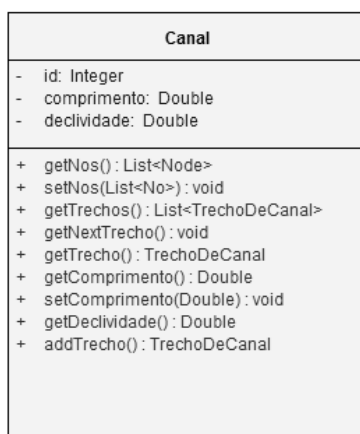 Canal
- id: Integer
- comprimento: Double
- declividade: Double
+ getNos() : List<Node>
+ setNos(List<No>) : void
+ getTrechos() : List<TrechoDeCanal>
+ getNextTrecho() : void
+ getTrecho() : TrechoDeCanal
+ getComprimento() : Double
+ setComprimento(Double) : void
+ getDeclividade() : Double
+ addTrecho() : TrechoDeCanal